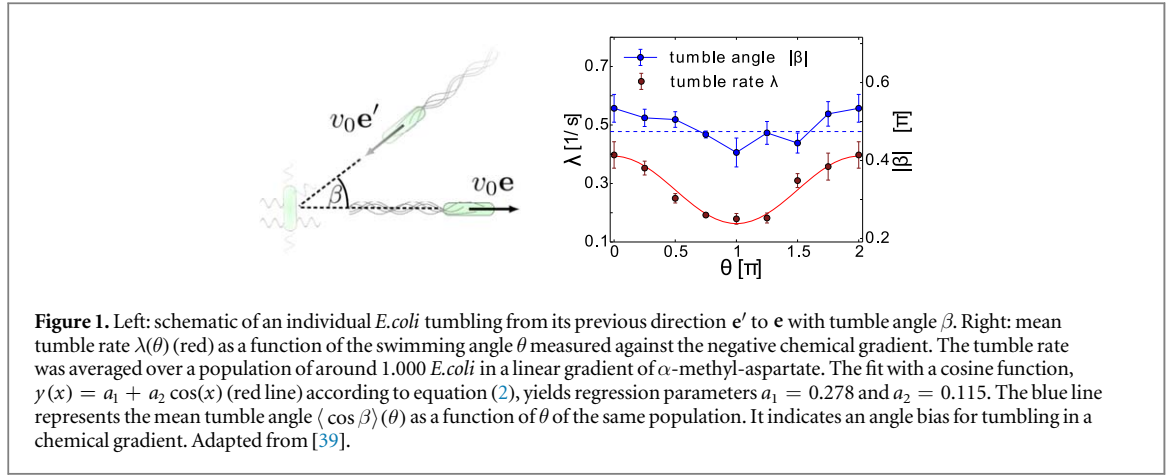 v₀e′
β
v₀e
tumble angle |β|
tumble rate λ
λ [1/s]
0.7
0.5
0.3
0.1
0 0.5 1 1.5 2
θ [π]
0.6
0.4
0.2
|β| [π]
Figure 1. Left: schematic of an individual E.coli tumbling from its previous direction e′ to e with tumble angle β. Right: mean
tumble rate λ(θ) (red) as a function of the swimming angle θ measured against the negative chemical gradient. The tumble rate
was averaged over a population of around 1.000 E.coli in a linear gradient of α-methyl-aspartate. The fit with a cosine function,
y(x) = a₁ + a₂ cos(x) (red line) according to equation (2), yields regression parameters a₁ = 0.278 and a₂ = 0.115. The blue line
represents the mean tumble angle ⟨cos β⟩(θ) as a function of θ of the same population. It indicates an angle bias for tumbling in a
chemical gradient. Adapted from [39].